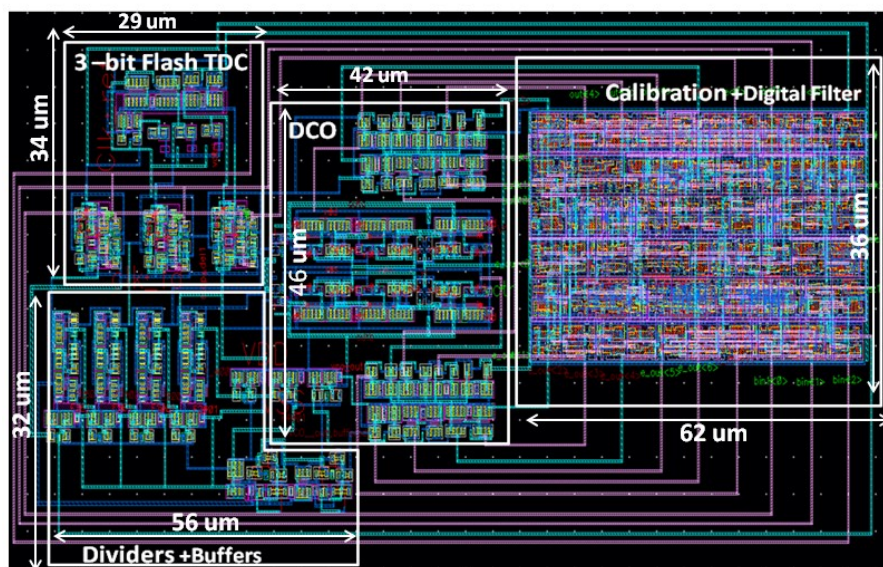 29 um
3 –bit Flash TDC
34 um
42 um
DCO
46 um
Calibration +Digital Filter
36 um
62 um
32 um
56 um
Dividers +Buffers